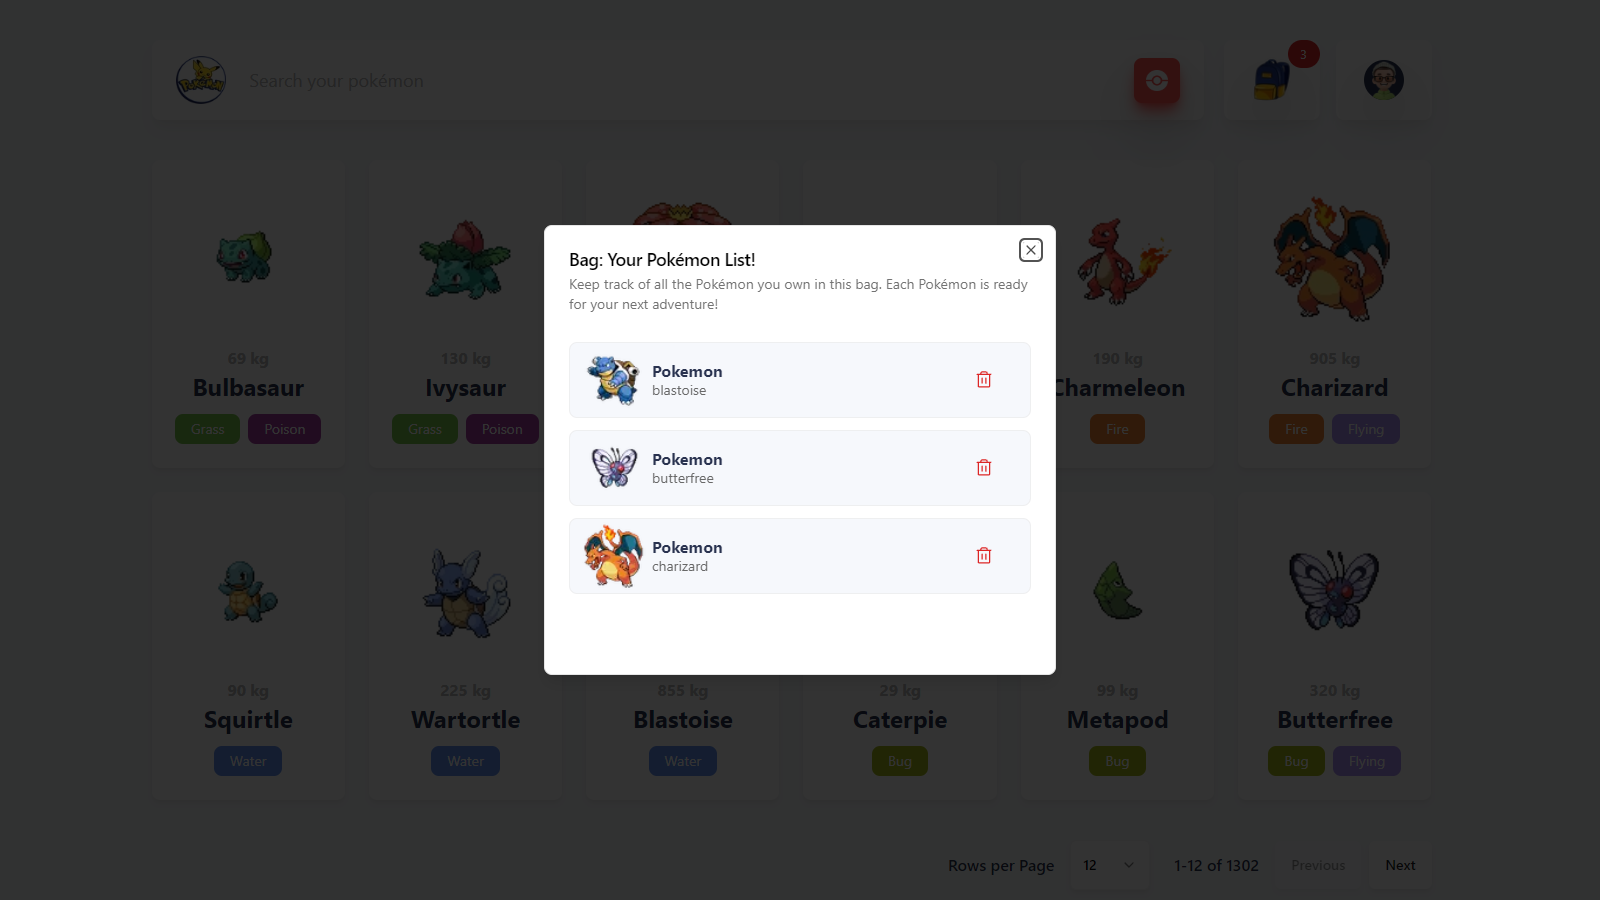 Search your pokémon
3
Bag: Your Pokémon List!
Keep track of all the Pokémon you own in this bag. Each Pokémon is ready
for your next adventure!
Pokemon
blastoise
Pokemon
butterfree
Pokemon
charizard
69 kg
Bulbasaur
Grass Poison
130 kg
Ivysaur
Grass Poison
190 kg
Charmeleon
Fire
905 kg
Charizard
Fire Flying
90 kg
Squirtle
Water
225 kg
Wartortle
Water
855 kg
Blastoise
Water
29 kg
Caterpie
Bug
99 kg
Metapod
Bug
320 kg
Butterfree
Bug Flying
Rows per Page 12 1-12 of 1302 Previous Next